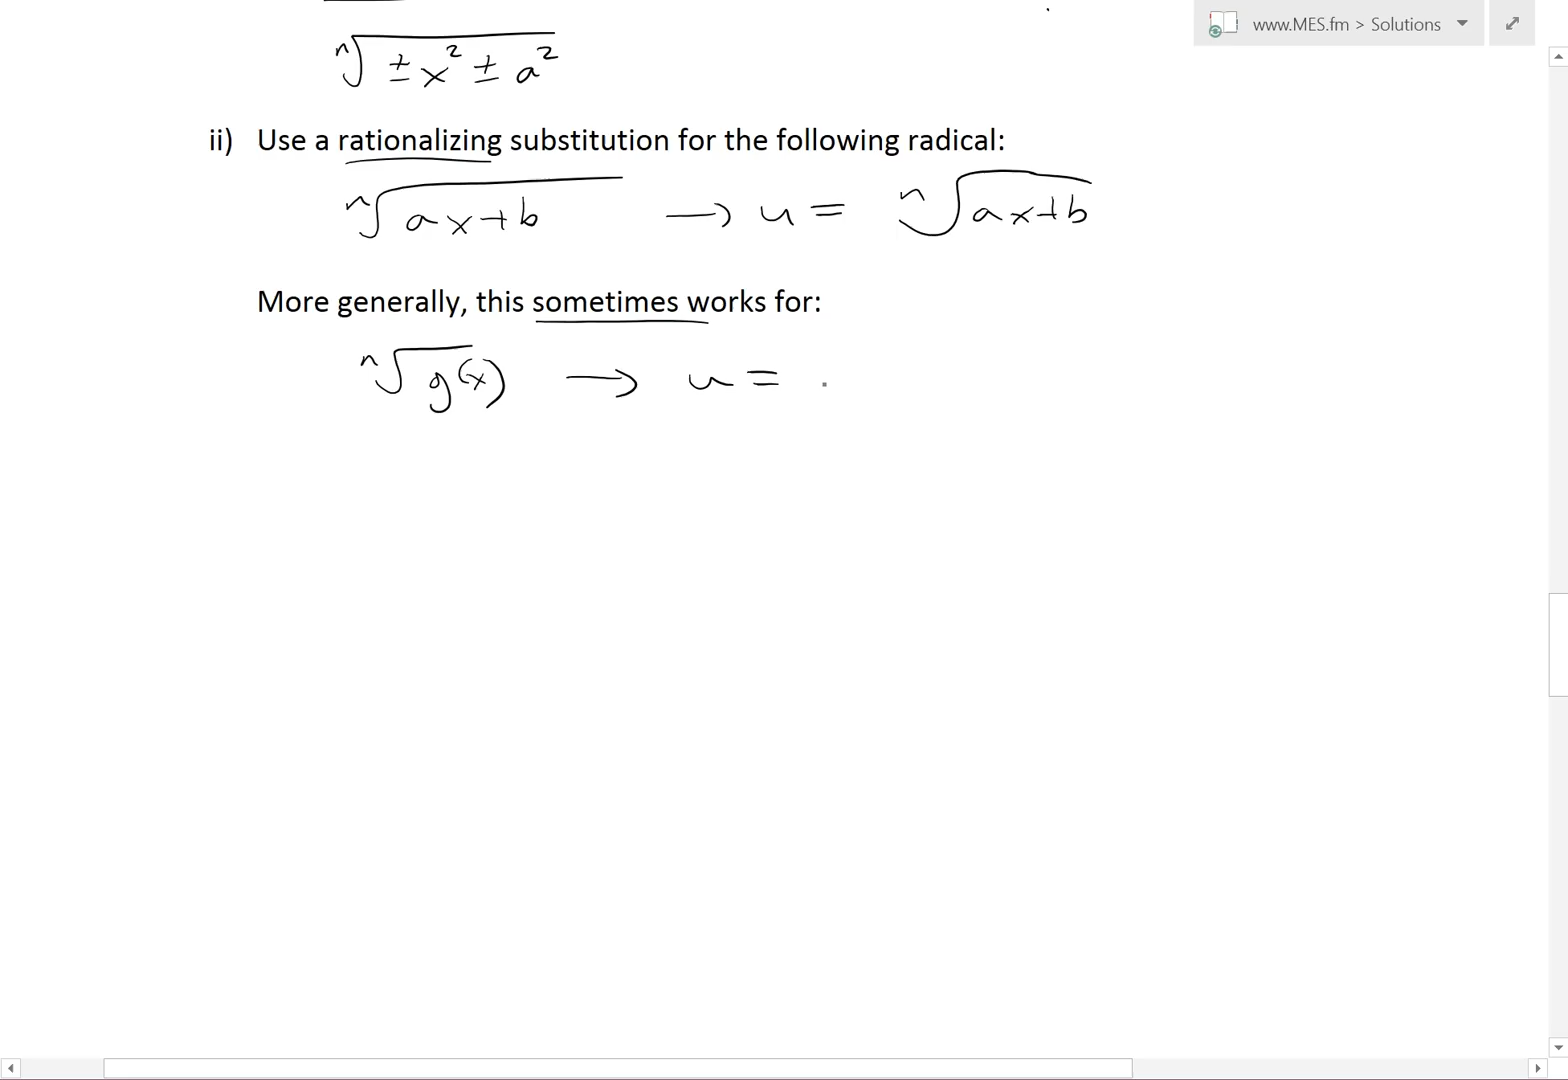 www.MES.fm > Solutions
ⁿ√(±x² ± a²)
ii) Use a rationalizing substitution for the following radical:
ⁿ√(ax+b) → u = ⁿ√(ax+b)
More generally, this sometimes works for:
ⁿ√g(x) → u =